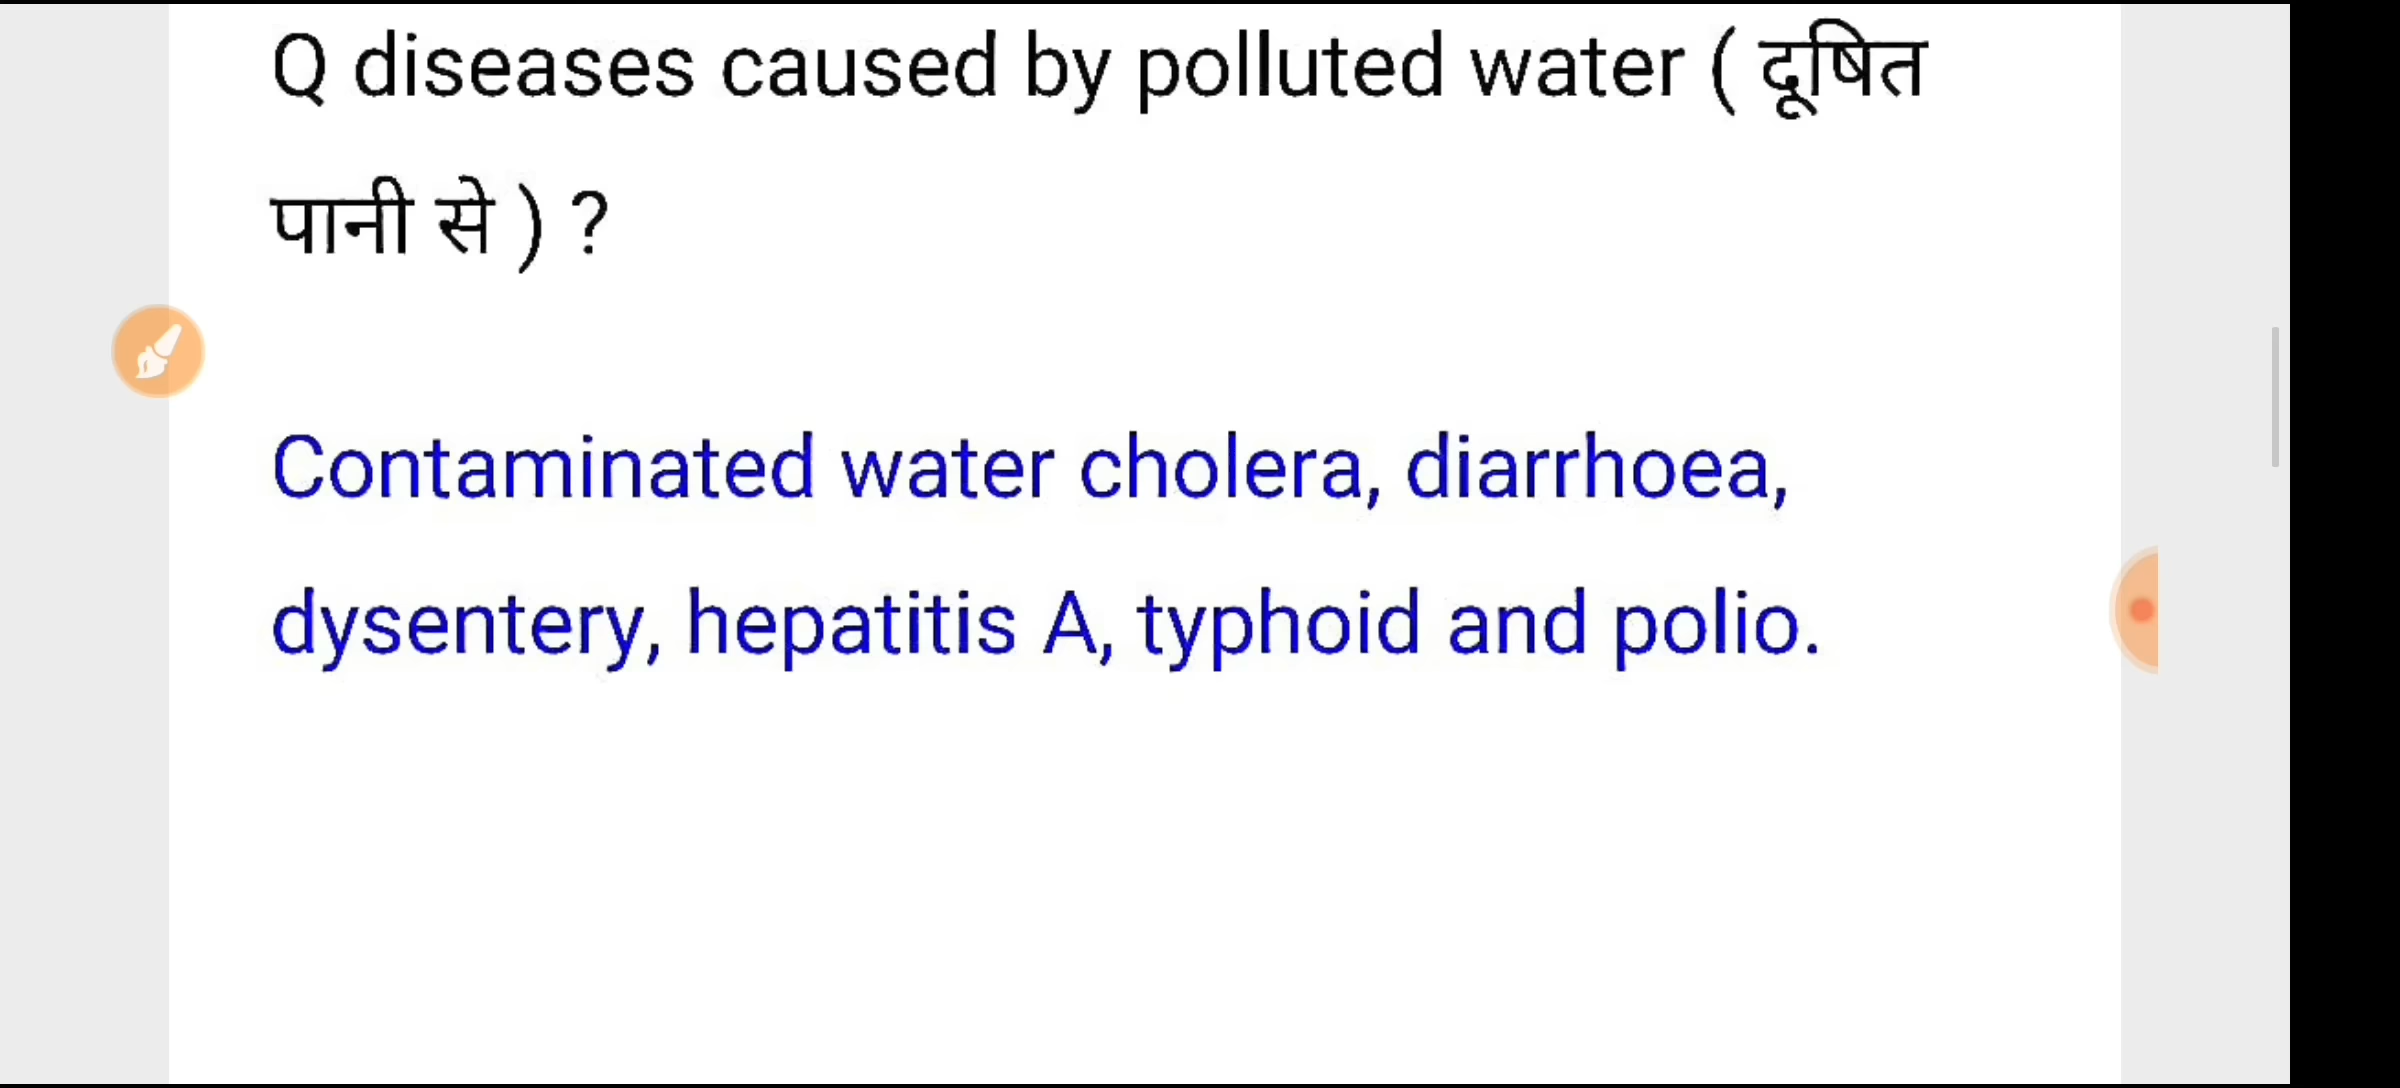 Q diseases caused by polluted water ( दूषित
पानी से ) ?
Contaminated water cholera, diarrhoea,
dysentery, hepatitis A, typhoid and polio.